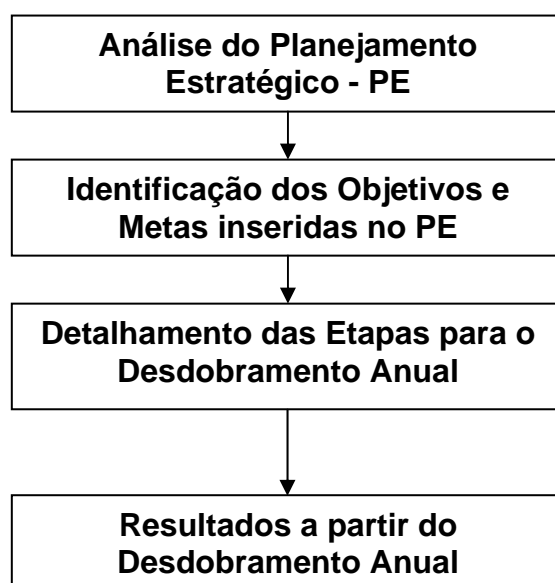 Análise do Planejamento
Estratégico - PE
Identificação dos Objetivos e
Metas inseridas no PE
Detalhamento das Etapas para o
Desdobramento Anual
Resultados a partir do
Desdobramento Anual